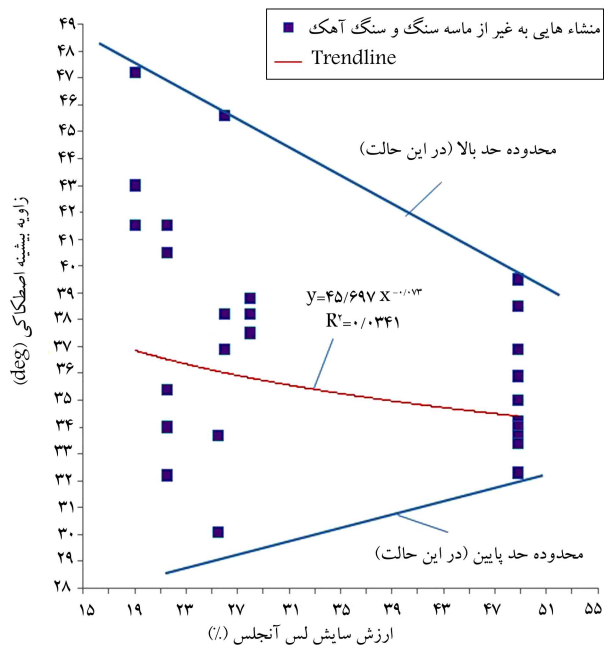 منشاء هایی به غیر از ماسه سنگ و سنگ آهک
Trendline
۴۹
۴۸
۴۷
۴۶
۴۵
۴۴
۴۳
۴۲
۴۱
۴۰
۳۹
۳۸
۳۷
۳۶
۳۵
۳۴
۳۳
۳۲
۳۱
۳۰
۲۹
۲۸
زاویه بیشینه اصطکاکی (deg)
محدوده حد بالا (در این حالت)
y=۴۵/۶۹۷ x⁻۰/۰۷۳
R²=۰/۰۳۴۱
محدوده حد پایین (در این حالت)
۱۵ ۱۹ ۲۳ ۲۷ ۳۱ ۳۵ ۳۹ ۴۳ ۴۷ ۵۱ ۵۵
ارزش سایش لس آنجلس (٪)